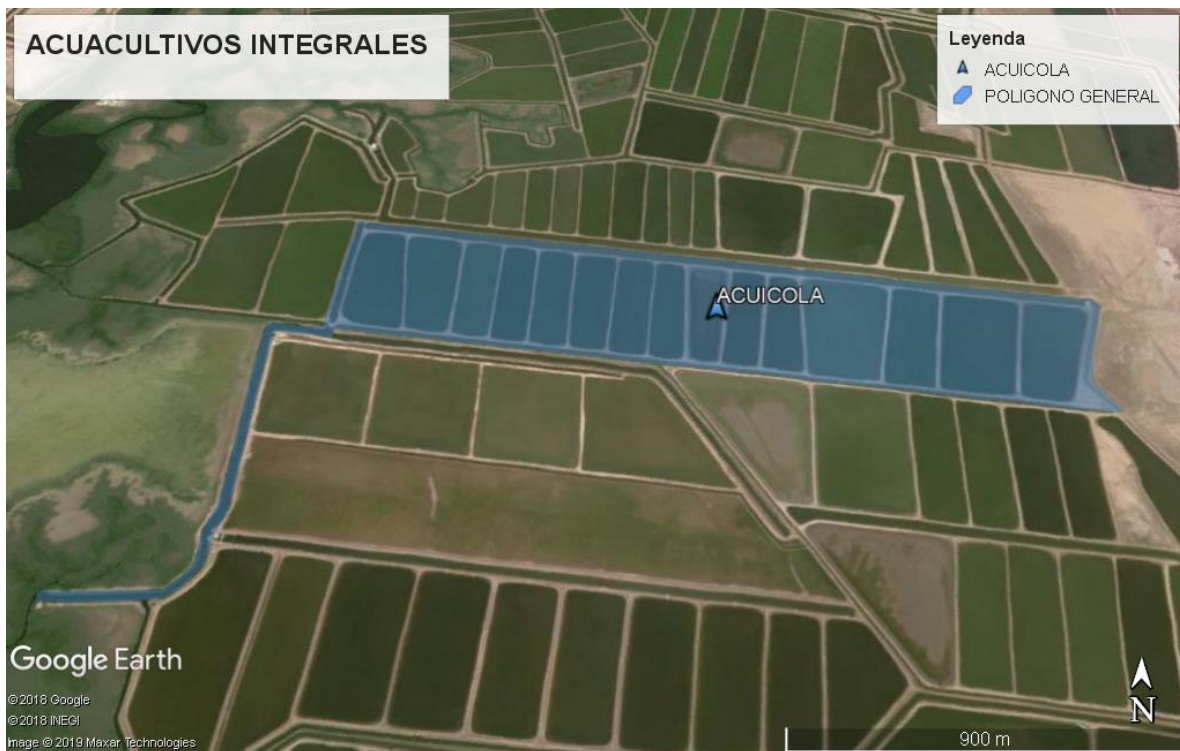 ACUACULTIVOS INTEGRALES
Leyenda
ACUICOLA
POLIGONO GENERAL
ACUICOLA
Google Earth
©2018 Google
©2018 INEGI
Image © 2019 Maxar Technologies
N
900 m